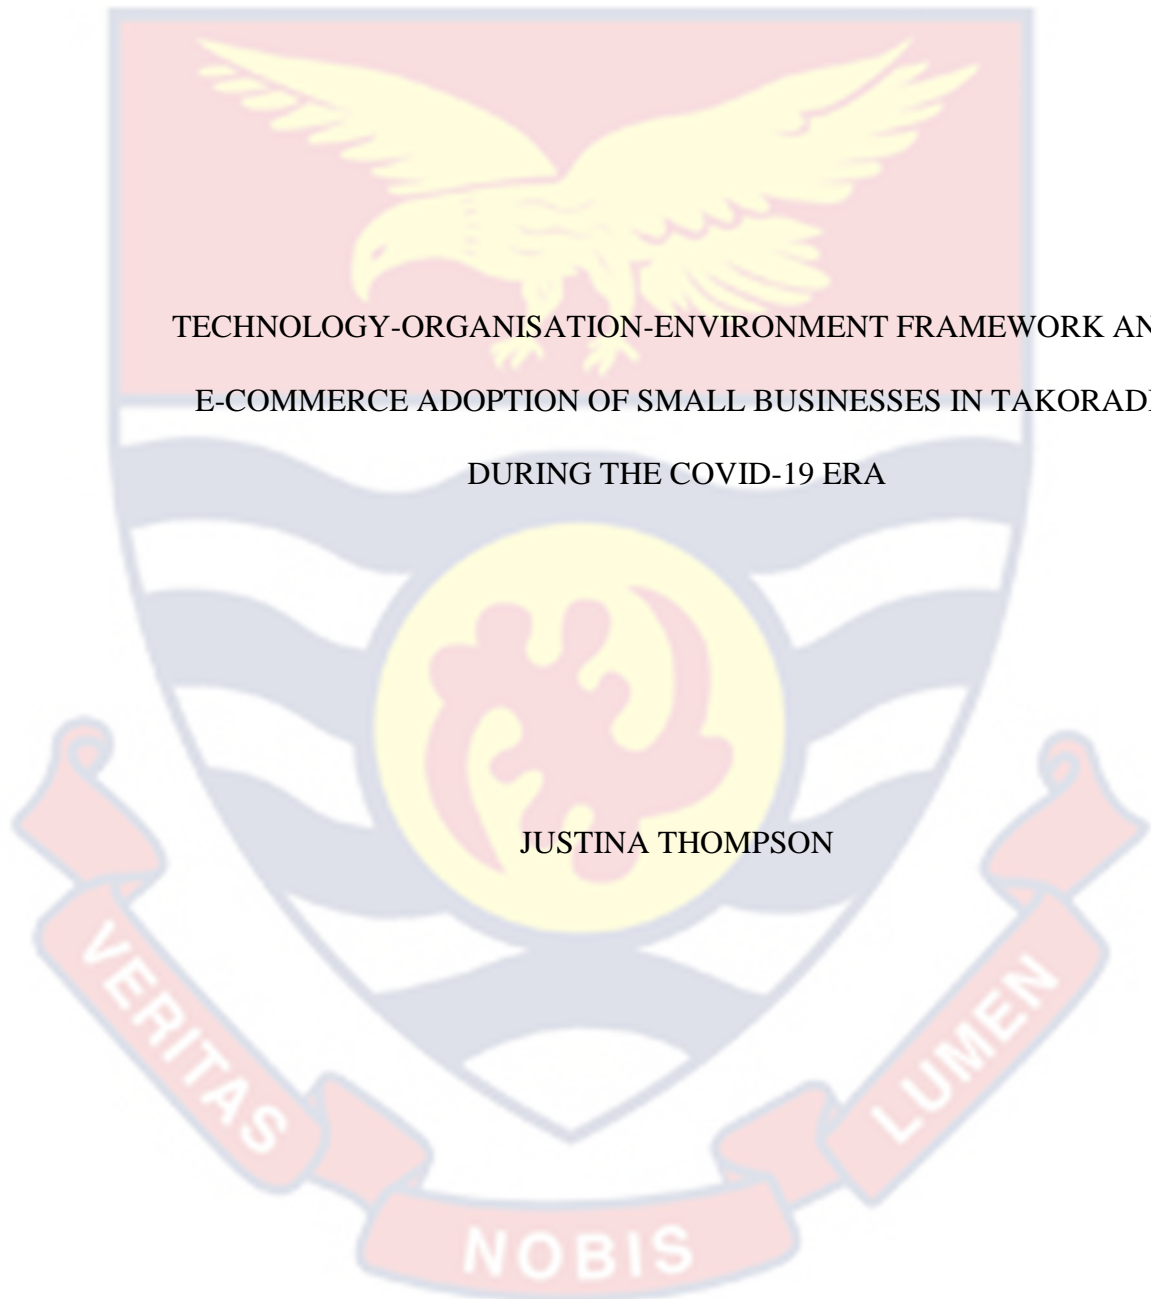 TECHNOLOGY-ORGANISATION-ENVIRONMENT FRAMEWORK AN
E-COMMERCE ADOPTION OF SMALL BUSINESSES IN TAKORADI
DURING THE COVID-19 ERA
JUSTINA THOMPSON
VERITAS
NOBIS
LUMEN